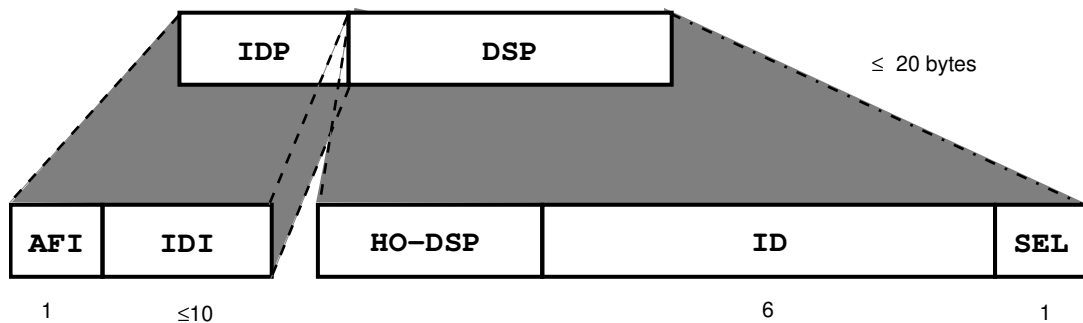 IDP DSP
≤ 20 bytes
AFI IDI HO–DSP ID SEL
1 ≤10 6 1